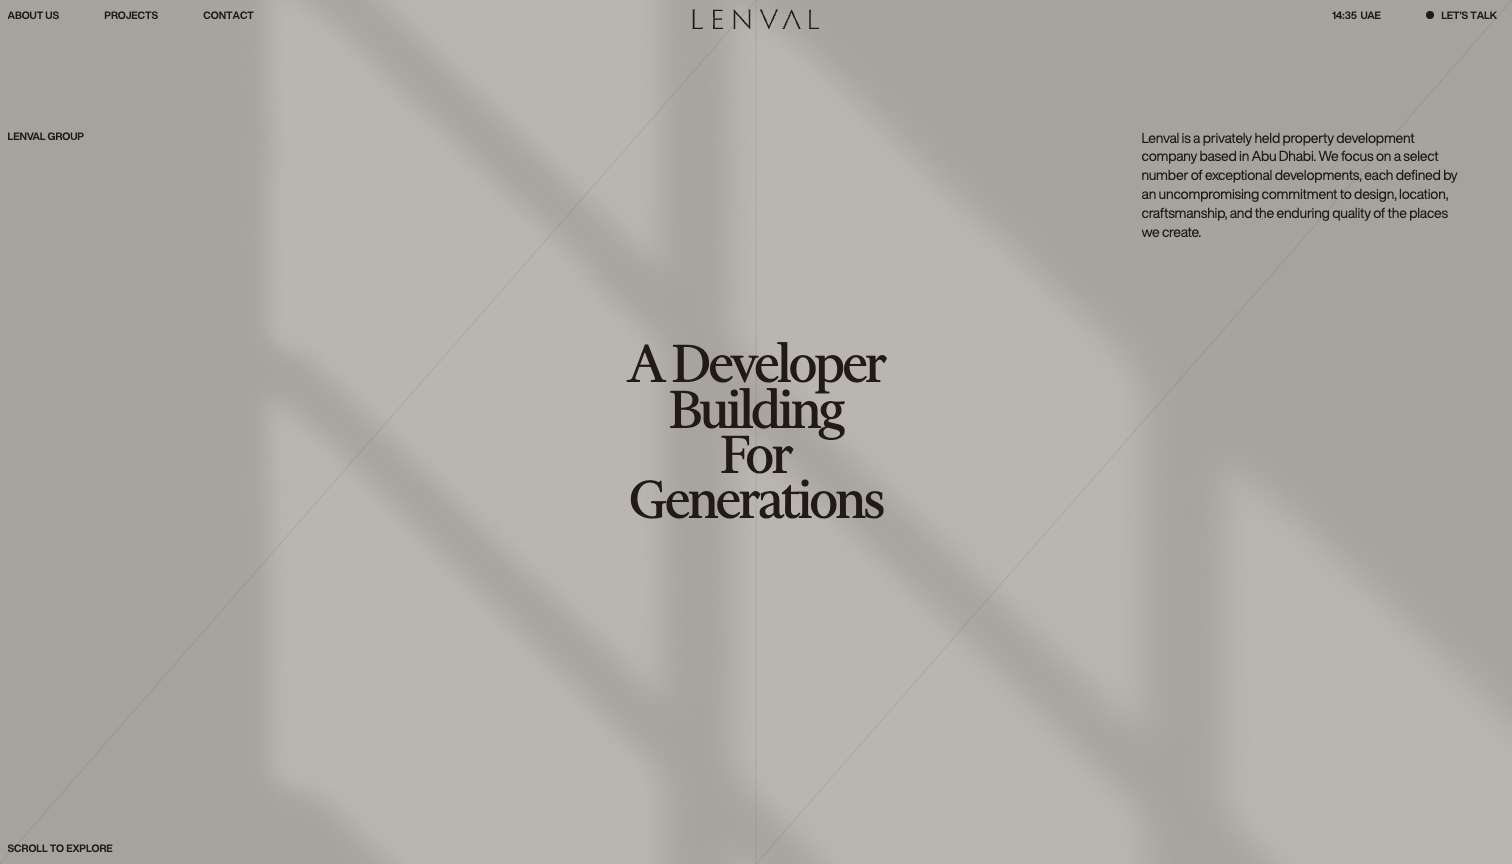 ABOUT US
PROJECTS
CONTACT
LENVAL
14:35 UAE
LET'S TALK
LENVAL GROUP
Lenval is a privately held property development
company based in Abu Dhabi. We focus on a select
number of exceptional developments, each defined by
an uncompromising commitment to design, location,
craftsmanship, and the enduring quality of the places
we create.
A Developer
Building
For
Generations
SCROLL TO EXPLORE